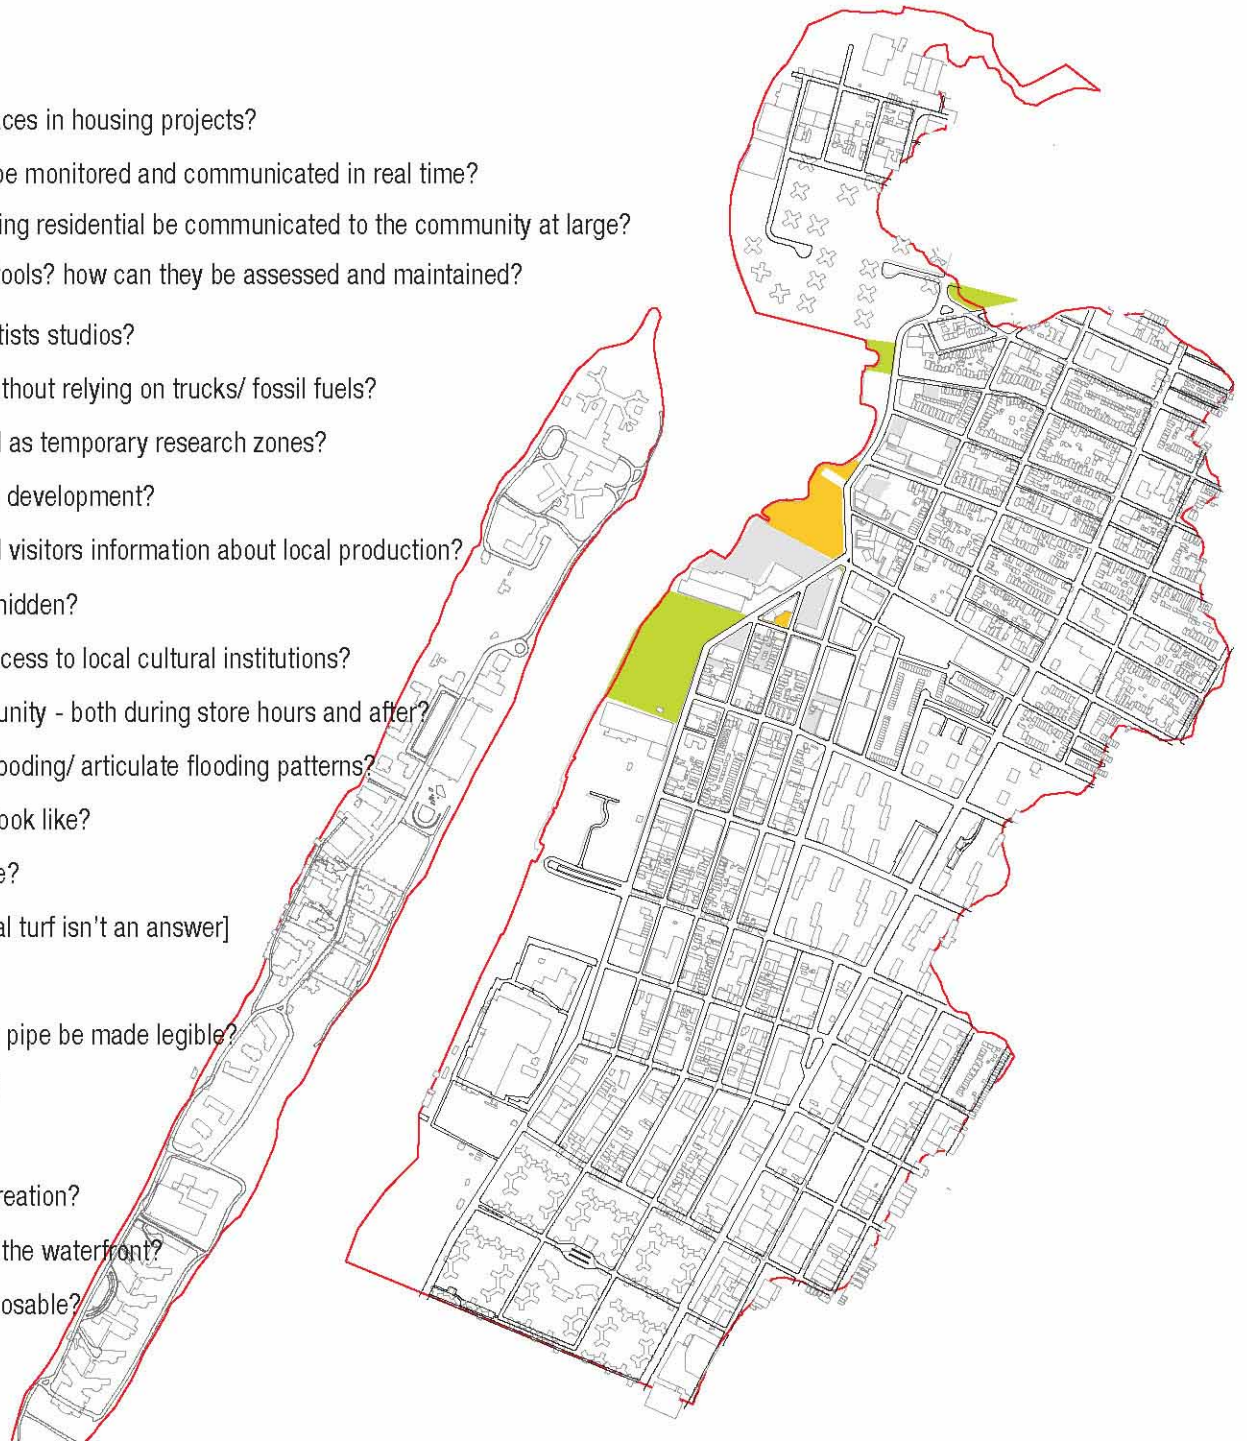 ces in housing projects?
be monitored and communicated in real time?
ing residential be communicated to the community at large?
ools? how can they be assessed and maintained?
tists studios?
thout relying on trucks/ fossil fuels?
as temporary research zones?
development?
visitors information about local production?
hidden?
cess to local cultural institutions?
unity - both during store hours and after?
ooding/ articulate flooding patterns?
ook like?
e?
al turf isn't an answer]
pipe be made legible?
reation?
the waterfront?
osable?